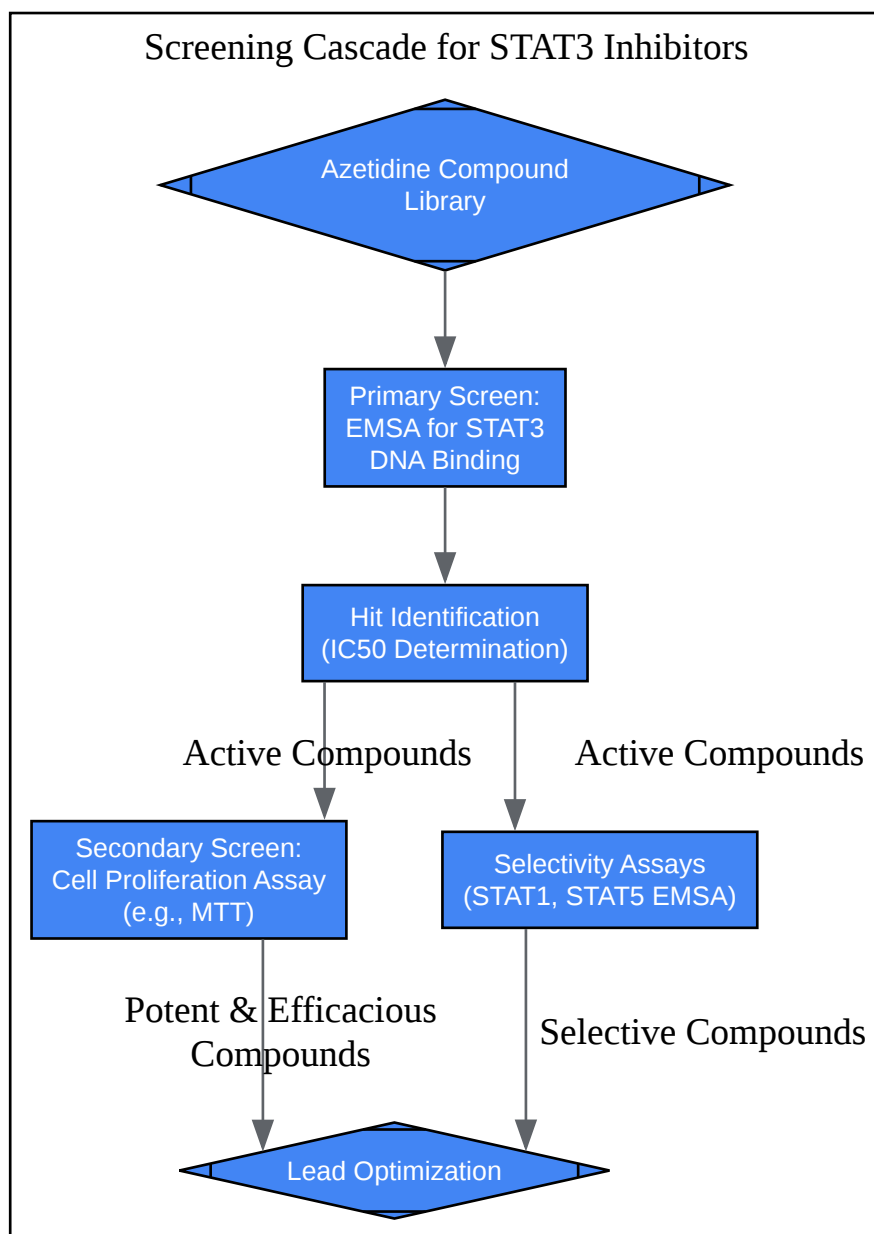 Screening Cascade for STAT3 Inhibitors
Azetidine Compound
Library
Primary Screen:
EMSA for STAT3
DNA Binding
Hit Identification
(IC50 Determination)
Active Compounds
Active Compounds
Secondary Screen:
Cell Proliferation Assay
(e.g., MTT)
Selectivity Assays
(STAT1, STAT5 EMSA)
Potent & Efficacious
Compounds
Selective Compounds
Lead Optimization